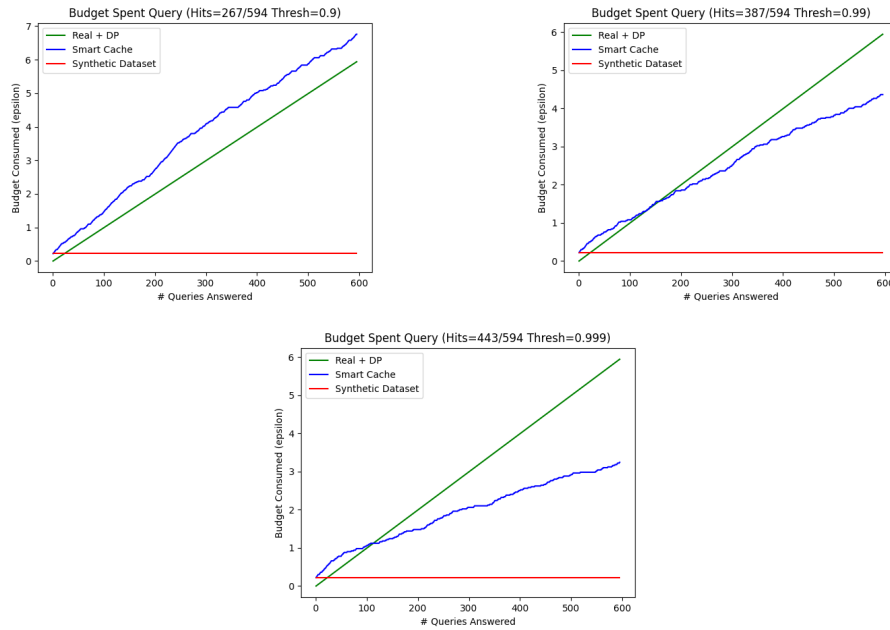 Budget Spent Query (Hits=267/594 Thresh=0.9)
Real + DP
Smart Cache
Synthetic Dataset
Budget Consumed (epsilon)
7
6
5
4
3
2
1
0
0 100 200 300 400 500 600
# Queries Answered
Budget Spent Query (Hits=387/594 Thresh=0.99)
Real + DP
Smart Cache
Synthetic Dataset
Budget Consumed (epsilon)
6
5
4
3
2
1
0
0 100 200 300 400 500 600
# Queries Answered
Budget Spent Query (Hits=443/594 Thresh=0.999)
Real + DP
Smart Cache
Synthetic Dataset
Budget Consumed (epsilon)
6
5
4
3
2
1
0
0 100 200 300 400 500 600
# Queries Answered